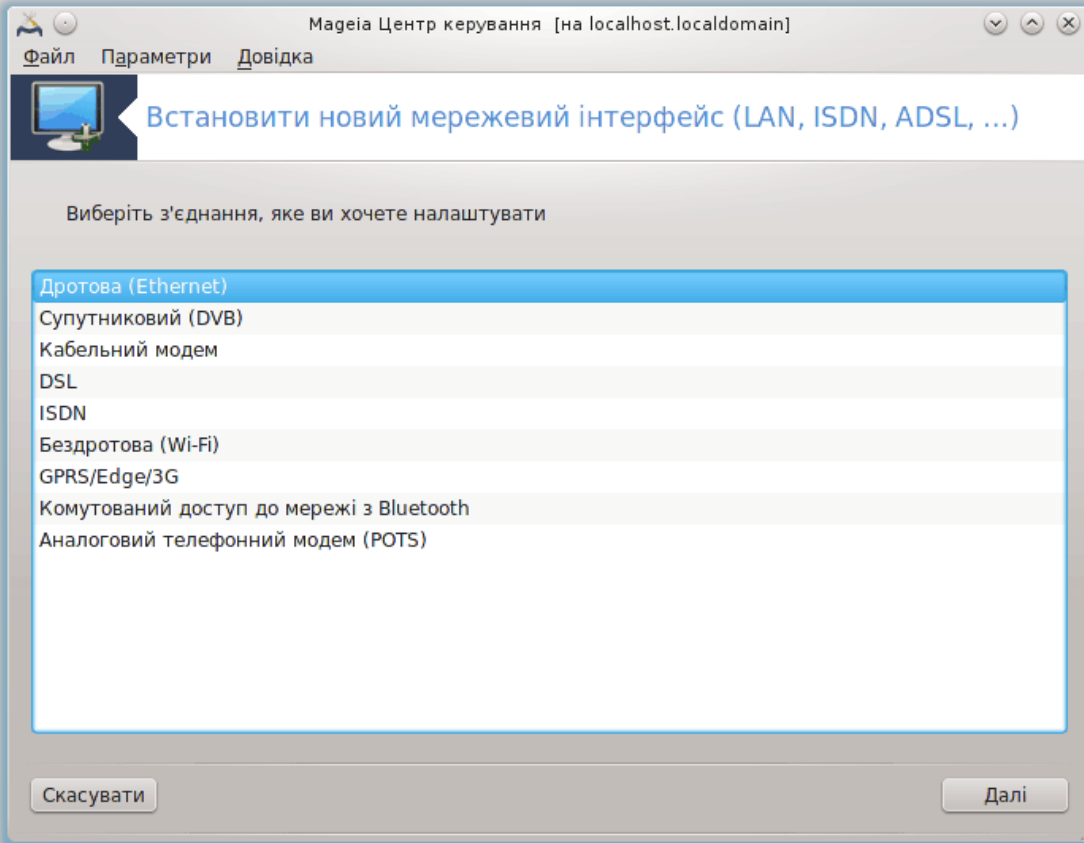 Mageia Центр керування [на localhost.localdomain]
Файл Параметри Довідка
Встановити новий мережевий інтерфейс (LAN, ISDN, ADSL, ...)
Виберіть з'єднання, яке ви хочете налаштувати
Дротова (Ethernet)
Супутниковий (DVB)
Кабельний модем
DSL
ISDN
Бездротова (Wi-Fi)
GPRS/Edge/3G
Комутований доступ до мережі з Bluetooth
Аналоговий телефонний модем (POTS)
Скасувати Далі